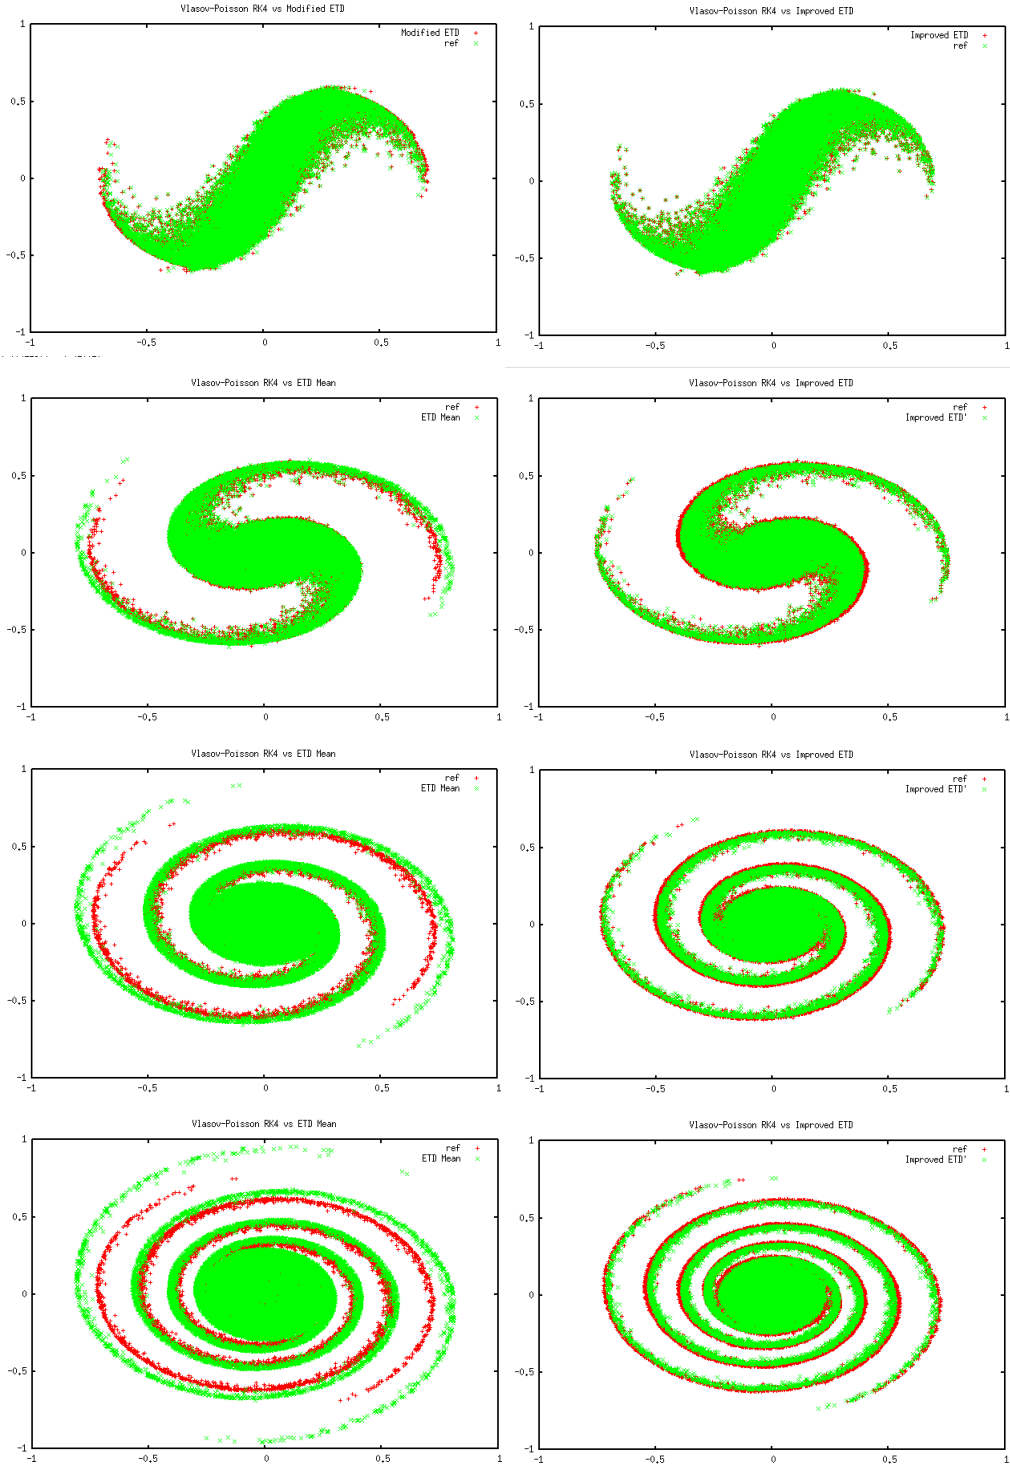 Vlasov-Poisson RK4 vs Modified ETD
Modified ETD
ref
1
0.5
0
-0.5
-1
-1 -0.5 0 0.5 1
Vlasov-Poisson RK4 vs Improved ETD
Improved ETD
ref
1
0.5
0
-0.5
-1
-1 -0.5 0 0.5 1
Vlasov-Poisson RK4 vs ETD Mean
ref
ETD Mean
1
0.5
0
-0.5
-1
-1 -0.5 0 0.5 1
Vlasov-Poisson RK4 vs Improved ETD
ref
Improved ETD'
1
0.5
0
-0.5
-1
-1 -0.5 0 0.5 1
Vlasov-Poisson RK4 vs ETD Mean
ref
ETD Mean
1
0.5
0
-0.5
-1
-1 -0.5 0 0.5 1
Vlasov-Poisson RK4 vs Improved ETD
ref
Improved ETD'
1
0.5
0
-0.5
-1
-1 -0.5 0 0.5 1
Vlasov-Poisson RK4 vs ETD Mean
ref
ETD Mean
1
0.5
0
-0.5
-1
-1 -0.5 0 0.5 1
Vlasov-Poisson RK4 vs Improved ETD
ref
Improved ETD'
1
0.5
0
-0.5
-1
-1 -0.5 0 0.5 1